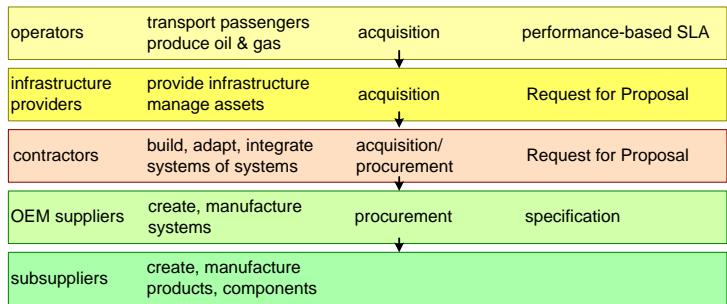 operators transport passengers produce oil & gas acquisition performance-based SLA
infrastructure providers provide infrastructure manage assets acquisition Request for Proposal
contractors build, adapt, integrate systems of systems acquisition/ procurement Request for Proposal
OEM suppliers create, manufacture systems procurement specification
subsuppliers create, manufacture products, components